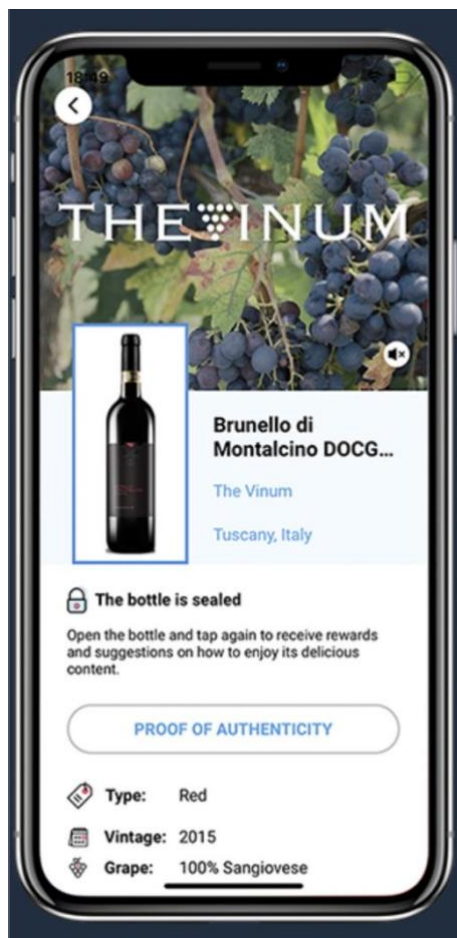 18:49
THE VINUM
Brunello di
Montalcino DOCG...
The Vinum
Tuscany, Italy
The bottle is sealed
Open the bottle and tap again to receive rewards
and suggestions on how to enjoy its delicious
content.
PROOF OF AUTHENTICITY
Type: Red
Vintage: 2015
Grape: 100% Sangiovese